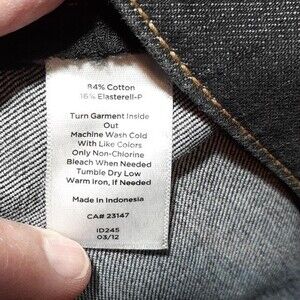 84% Cotton
16% Elasterell-P
Turn Garment Inside
Out
Machine Wash Cold
With Like Colors
Only Non-Chlorine
Bleach When Needed
Tumble Dry Low
Warm Iron, If Needed
Made in Indonesia
CA# 23147
ID245
03/12